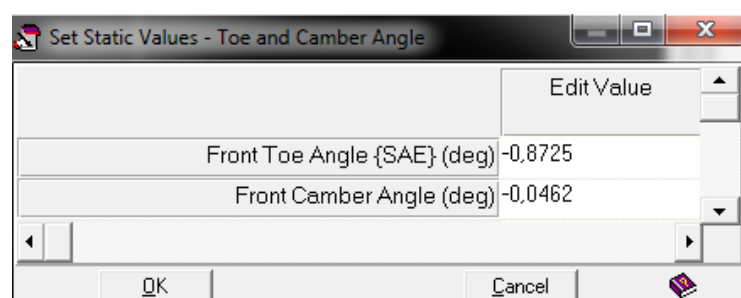 Set Static Values - Toe and Camber Angle
Edit Value
Front Toe Angle {SAE} (deg) -0,8725
Front Camber Angle (deg) -0,0462
OK Cancel